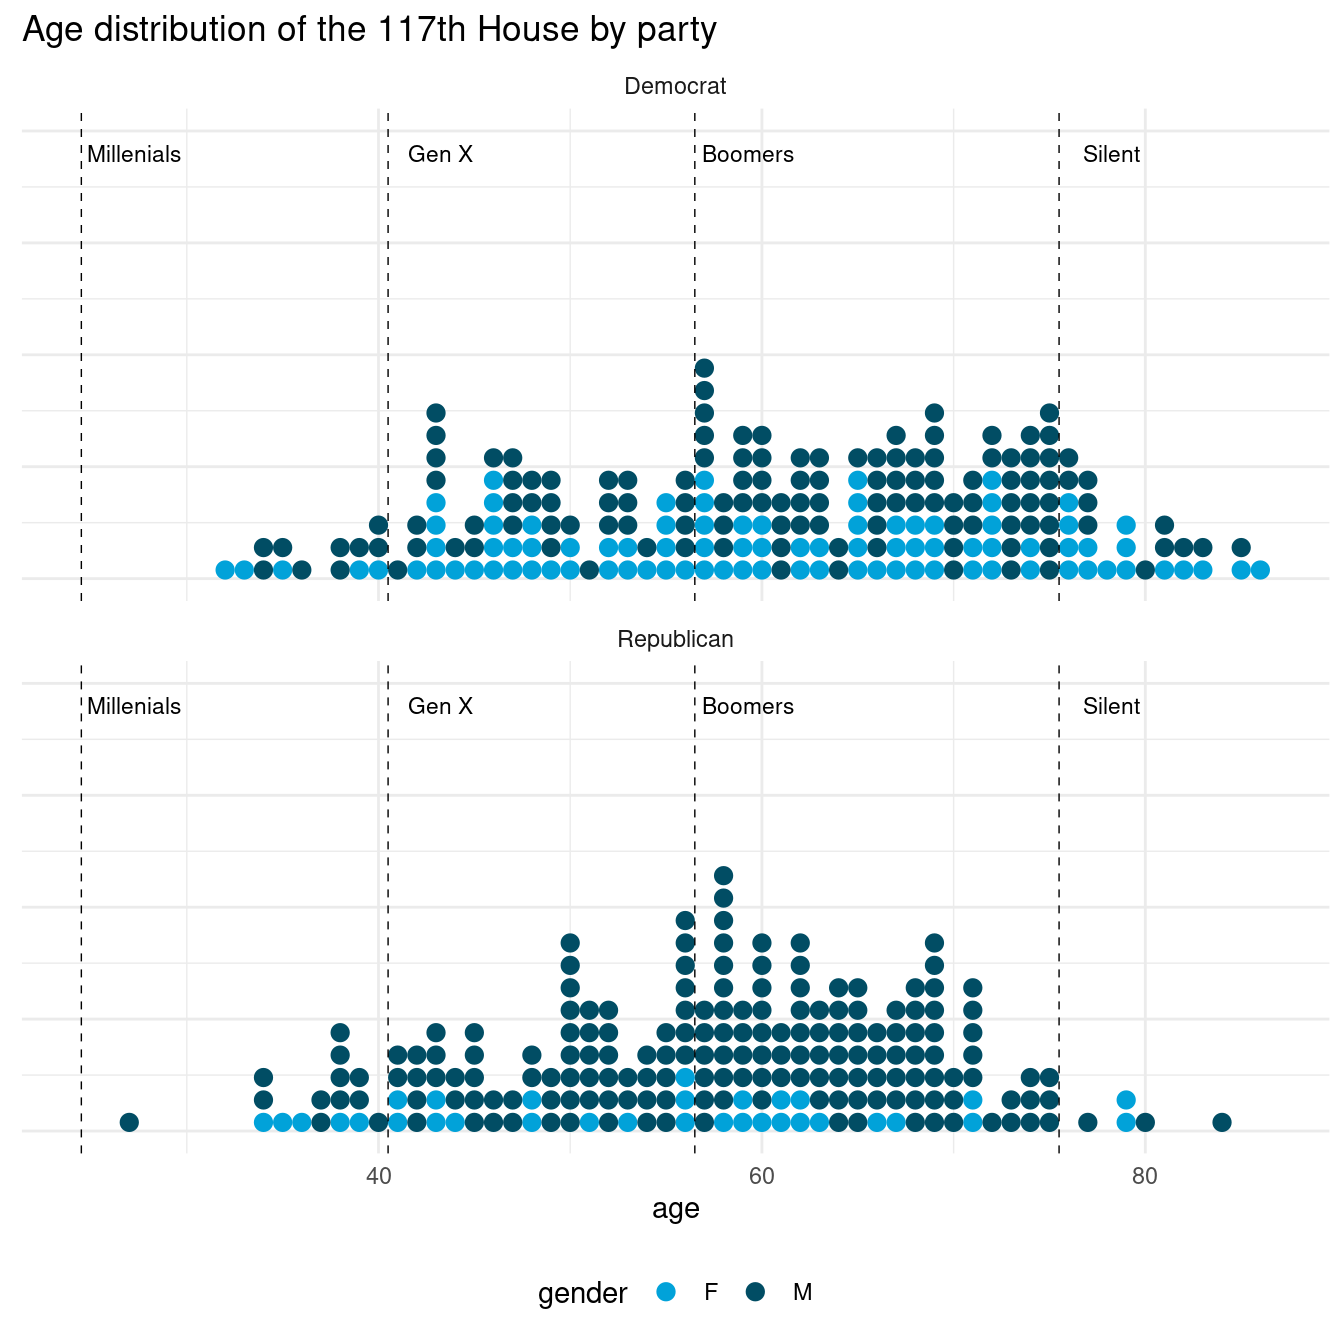 Age distribution of the 117th House by party
Democrat
Millenials Gen X Boomers Silent
Republican
Millenials Gen X Boomers Silent
40 60 80
age
gender F M